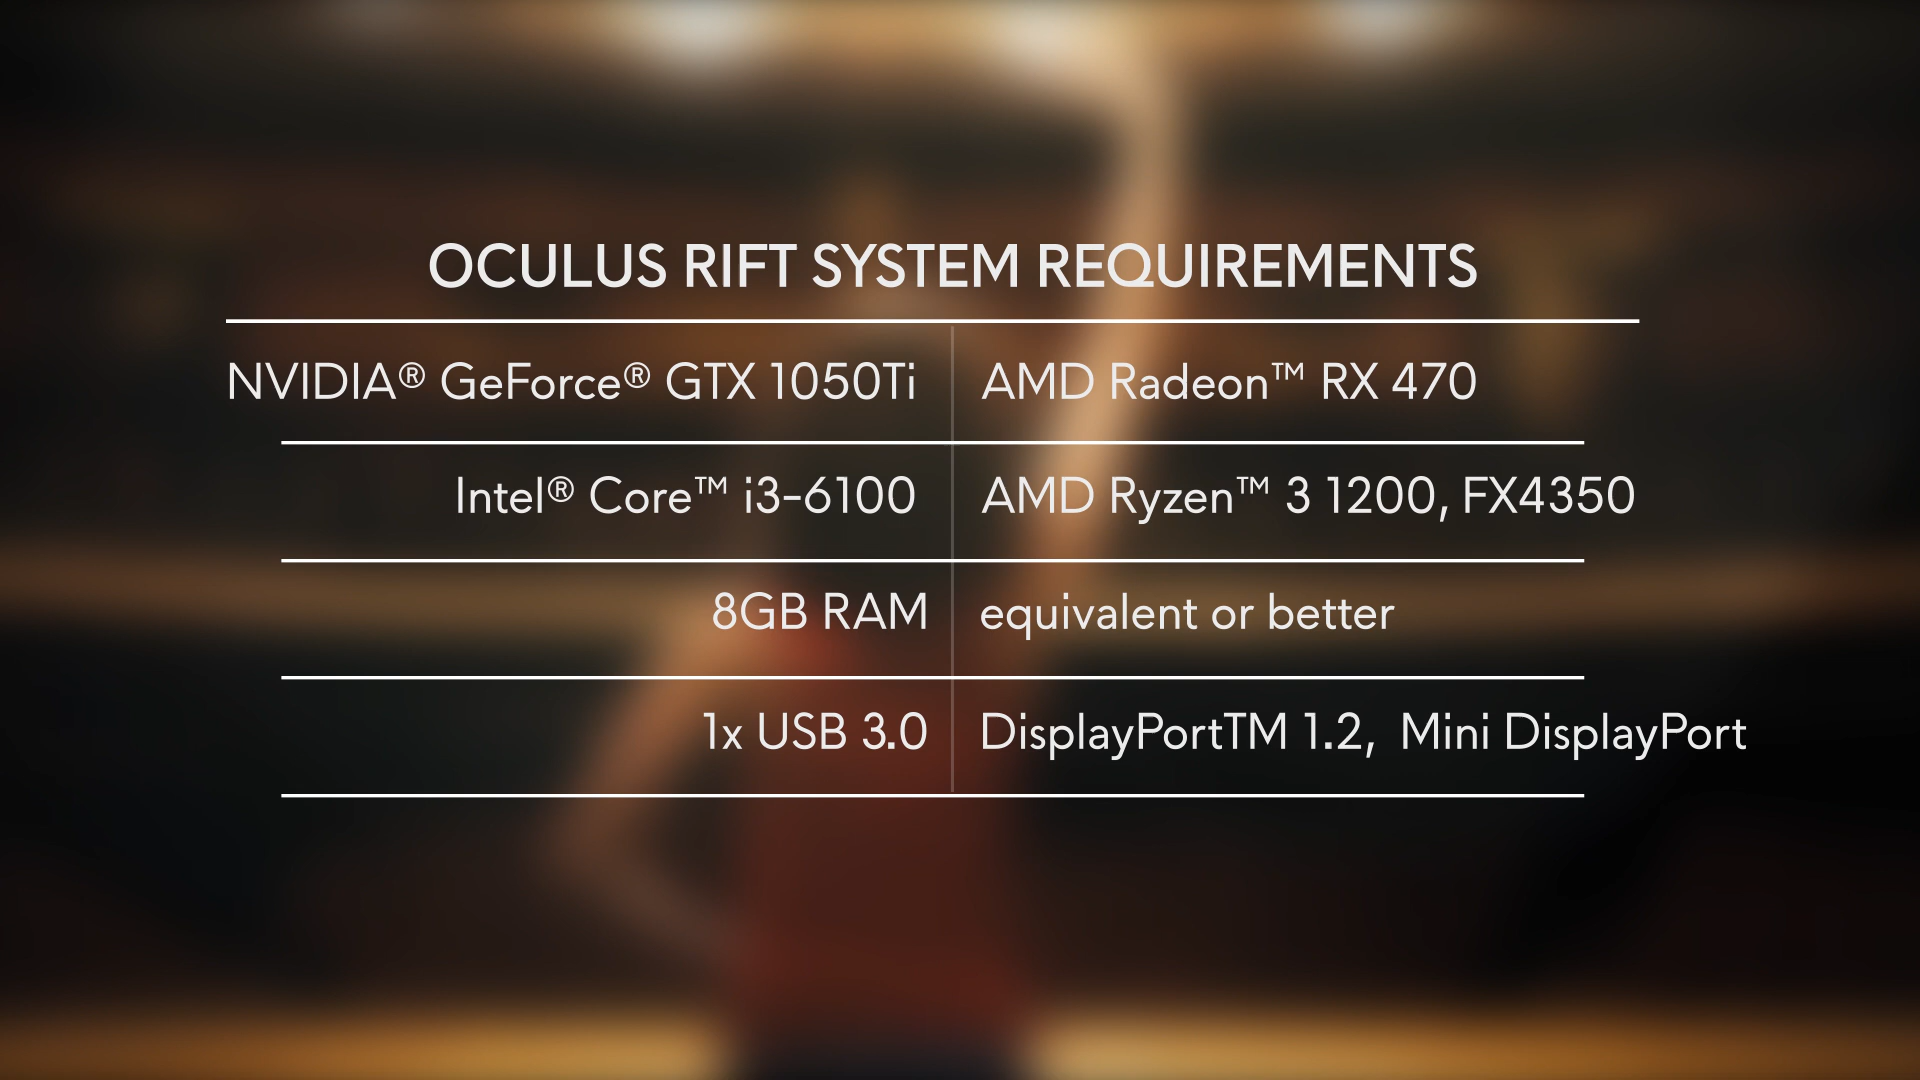 OCULUS RIFT SYSTEM REQUIREMENTS
NVIDIA® GeForce® GTX 1050Ti AMD Radeon™ RX 470
Intel® Core™ i3-6100 AMD Ryzen™ 3 1200, FX4350
8GB RAM equivalent or better
1x USB 3.0 DisplayPortTM 1.2, Mini DisplayPort